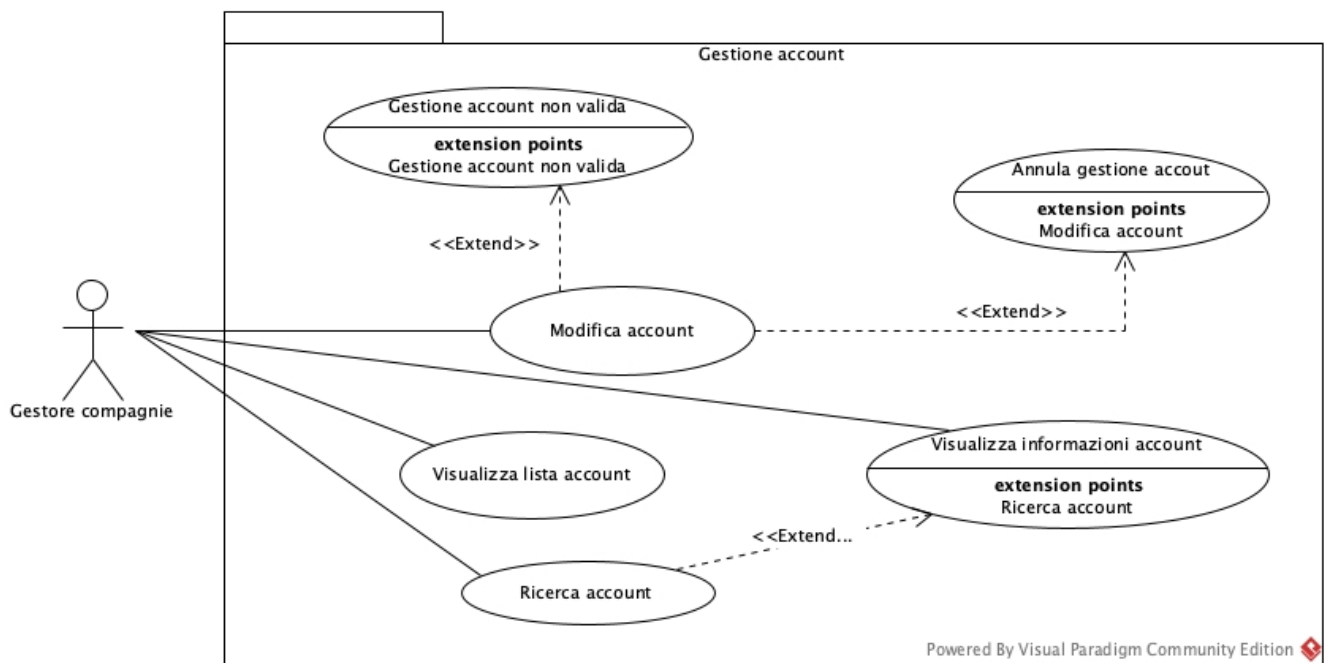 Gestione account
Gestione account non valida
extension points
Gestione account non valida
Annula gestione accout
extension points
Modifica account
<<Extend>>
<<Extend>>
Modifica account
Gestore compagnie
Visualizza informazioni account
extension points
Ricerca account
Visualizza lista account
<<Extend...
Ricerca account
Powered By Visual Paradigm Community Edition